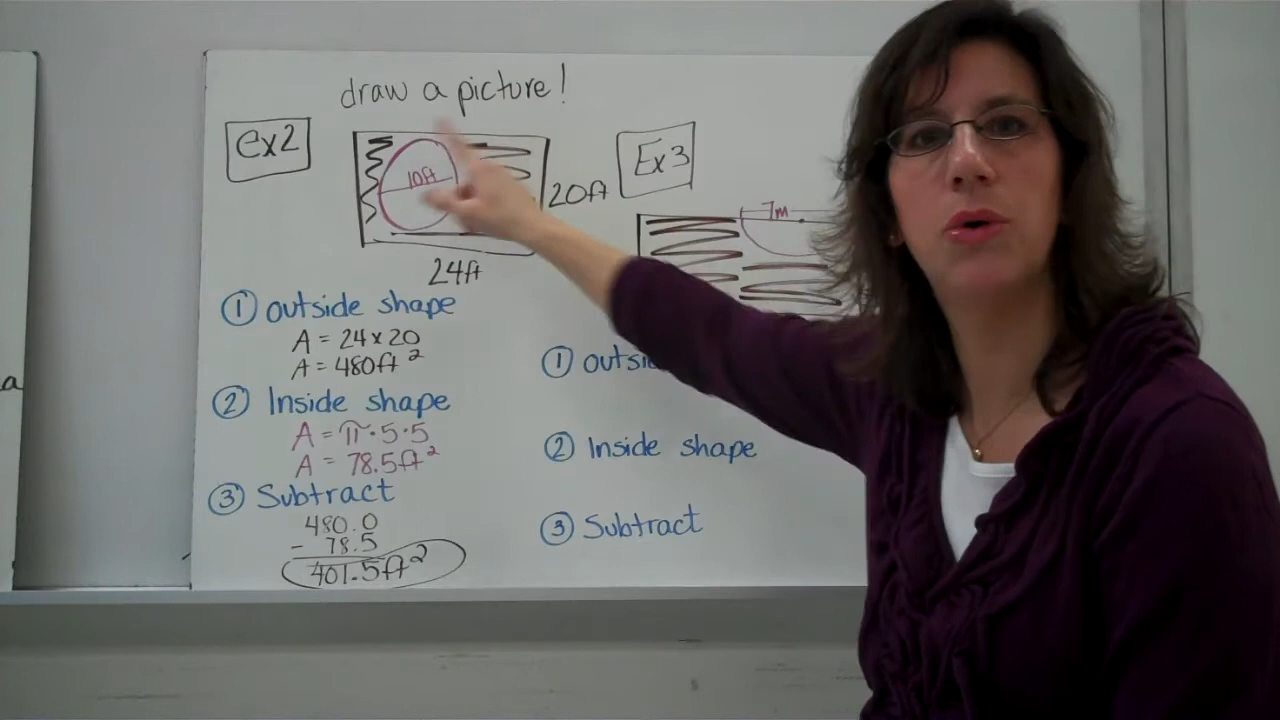 draw a picture!
ex2
10ft
20ft
24ft
① outside shape
A = 24 x 20
A = 480ft²
② Inside shape
A = π·5·5
A = 78.5ft²
③ Subtract
480.0
- 78.5
401.5ft²
Ex3
7m
①
② Inside shape
③ Subtract
a